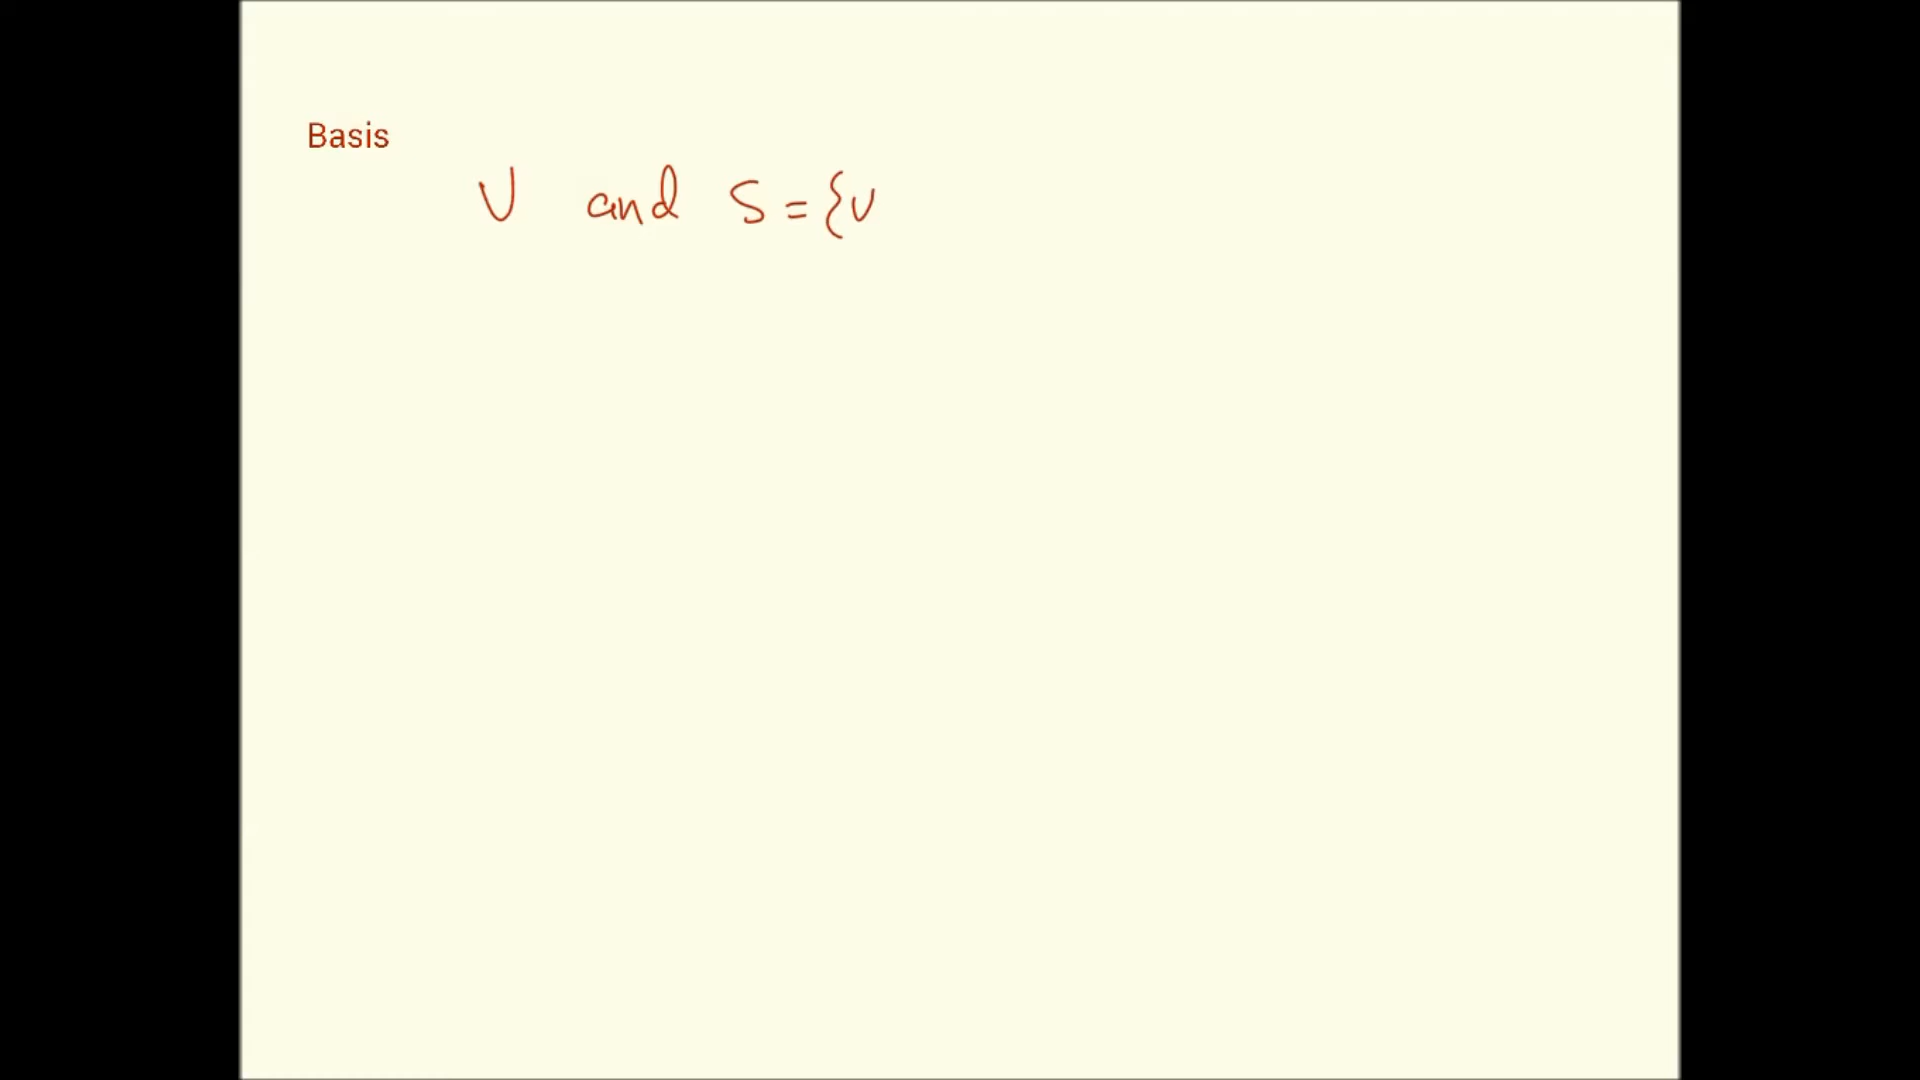 Basis
V and S = {v